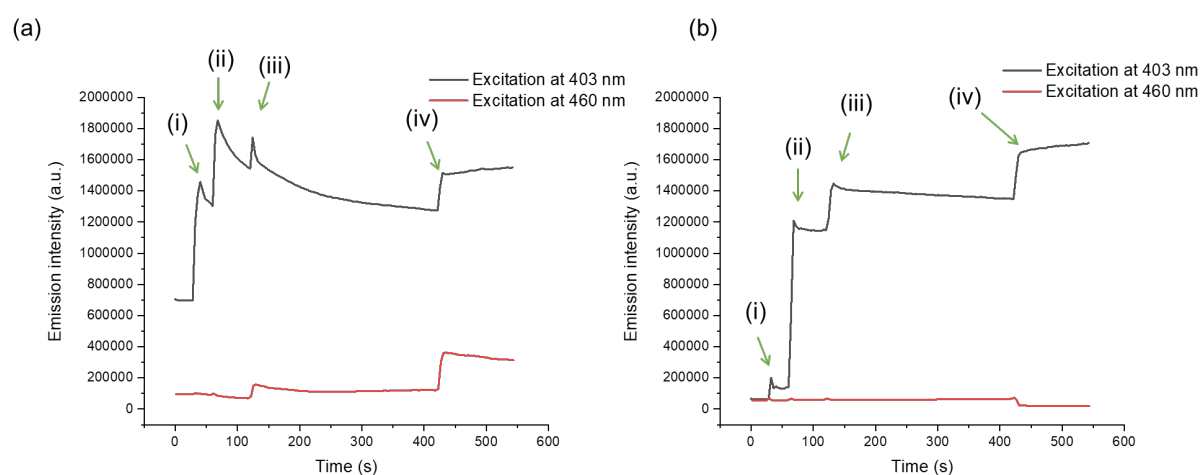 (a)
(i)
(ii)
(iii)
(iv)
Excitation at 403 nm
Excitation at 460 nm
Emission intensity (a.u.)
2000000
1800000
1600000
1400000
1200000
1000000
800000
600000
400000
200000
0
0 100 200 300 400 500 600
Time (s)
(b)
(i)
(ii)
(iii)
(iv)
Excitation at 403 nm
Excitation at 460 nm
Emission intensity (a.u.)
2000000
1800000
1600000
1400000
1200000
1000000
800000
600000
400000
200000
0
0 100 200 300 400 500 600
Time (s)